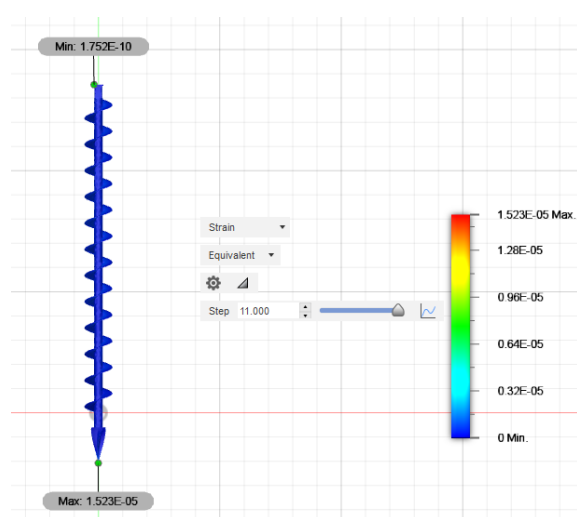 Min: 1.752E-10
Strain
Equivalent
Step 11.000
1.523E-05 Max.
1.28E-05
0.96E-05
0.64E-05
0.32E-05
0 Min.
Max: 1.523E-05